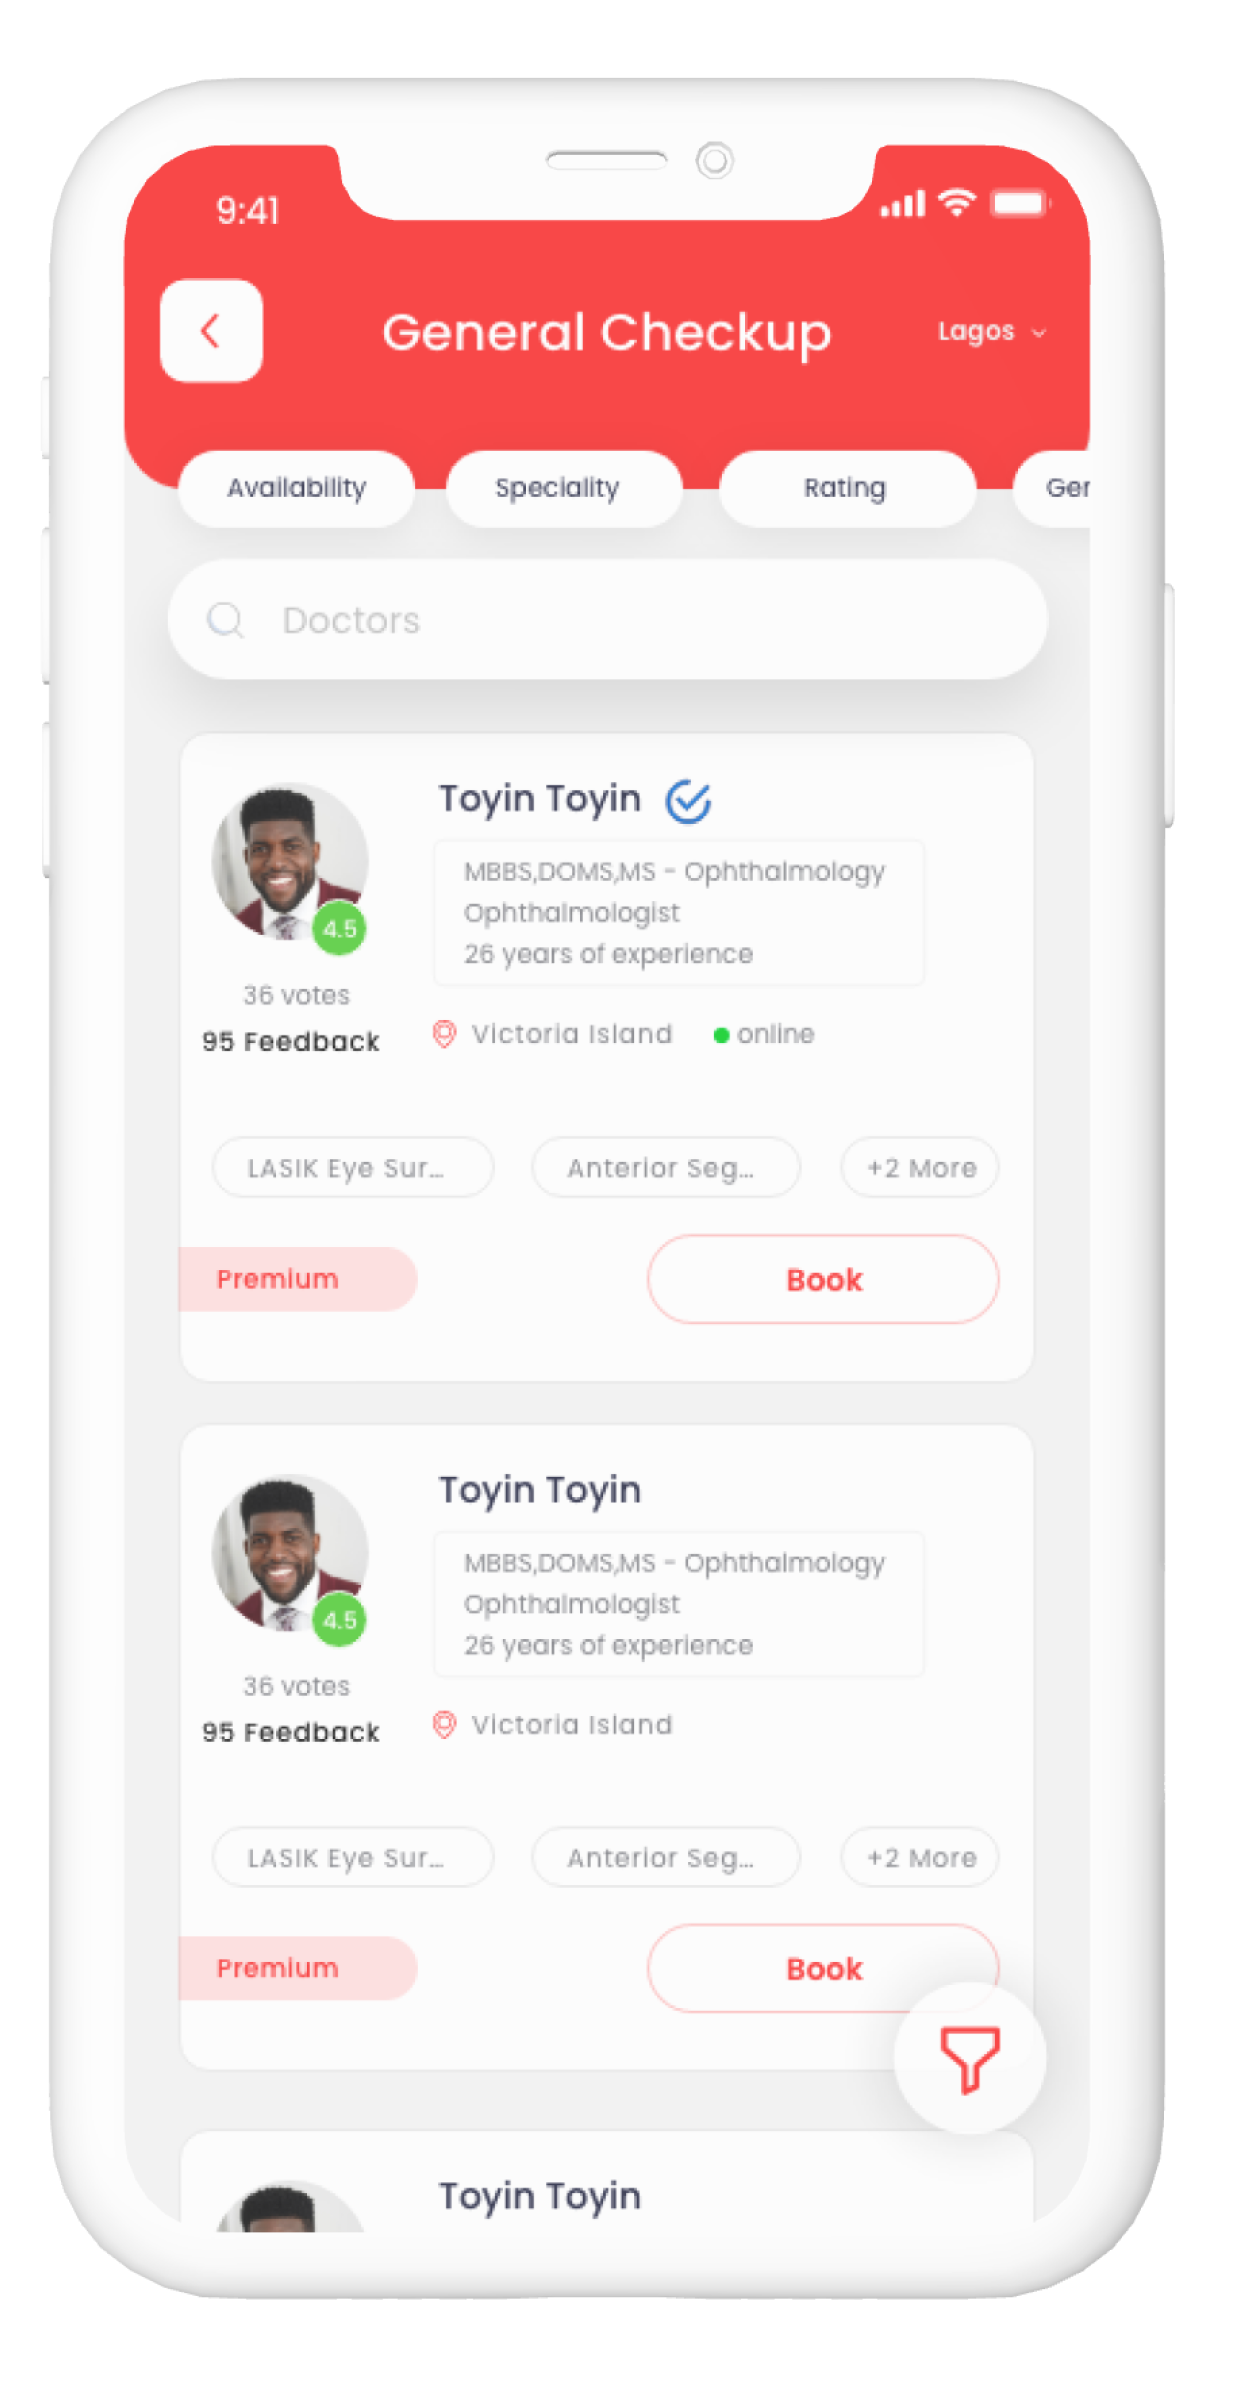 9:41
General Checkup
Lagos
Availability
Speciality
Rating
Ger
Doctors
Toyin Toyin
MBBS,DOMS,MS - Ophthalmology
Ophthalmologist
26 years of experience
4.5
36 votes
95 Feedback
Victoria Island
online
LASIK Eye Sur...
Anterior Seg...
+2 More
Premium
Book
Toyin Toyin
MBBS,DOMS,MS - Ophthalmology
Ophthalmologist
26 years of experience
4.5
36 votes
95 Feedback
Victoria Island
LASIK Eye Sur...
Anterior Seg...
+2 More
Premium
Book
Toyin Toyin